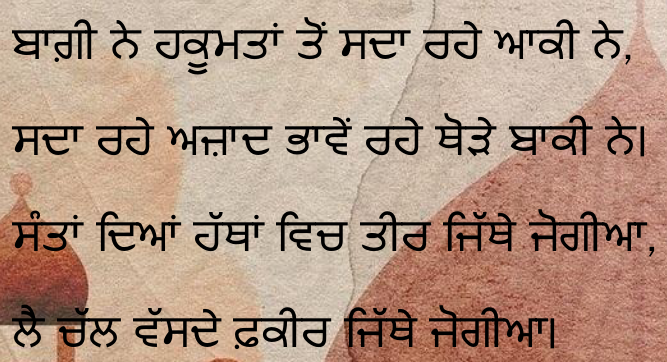 ਬਾਗ਼ੀ ਨੇ ਹਕੂਮਤਾਂ ਤੋਂ ਸਦਾ ਰਹੇ ਆਕੀ ਨੇ,
ਸਦਾ ਰਹੇ ਅਜ਼ਾਦ ਭਾਵੇਂ ਰਹੇ ਥੋੜੇ ਬਾਕੀ ਨੇ।
ਸੰਤਾਂ ਦਿਆਂ ਹੱਥਾਂ ਵਿਚ ਤੀਰ ਜਿੱਥੇ ਜੋਗੀਆ,
ਲੈ ਚੱਲ ਵੱਸਦੇ ਫ਼ਕੀਰ ਜਿੱਥੇ ਜੋਗੀਆ।